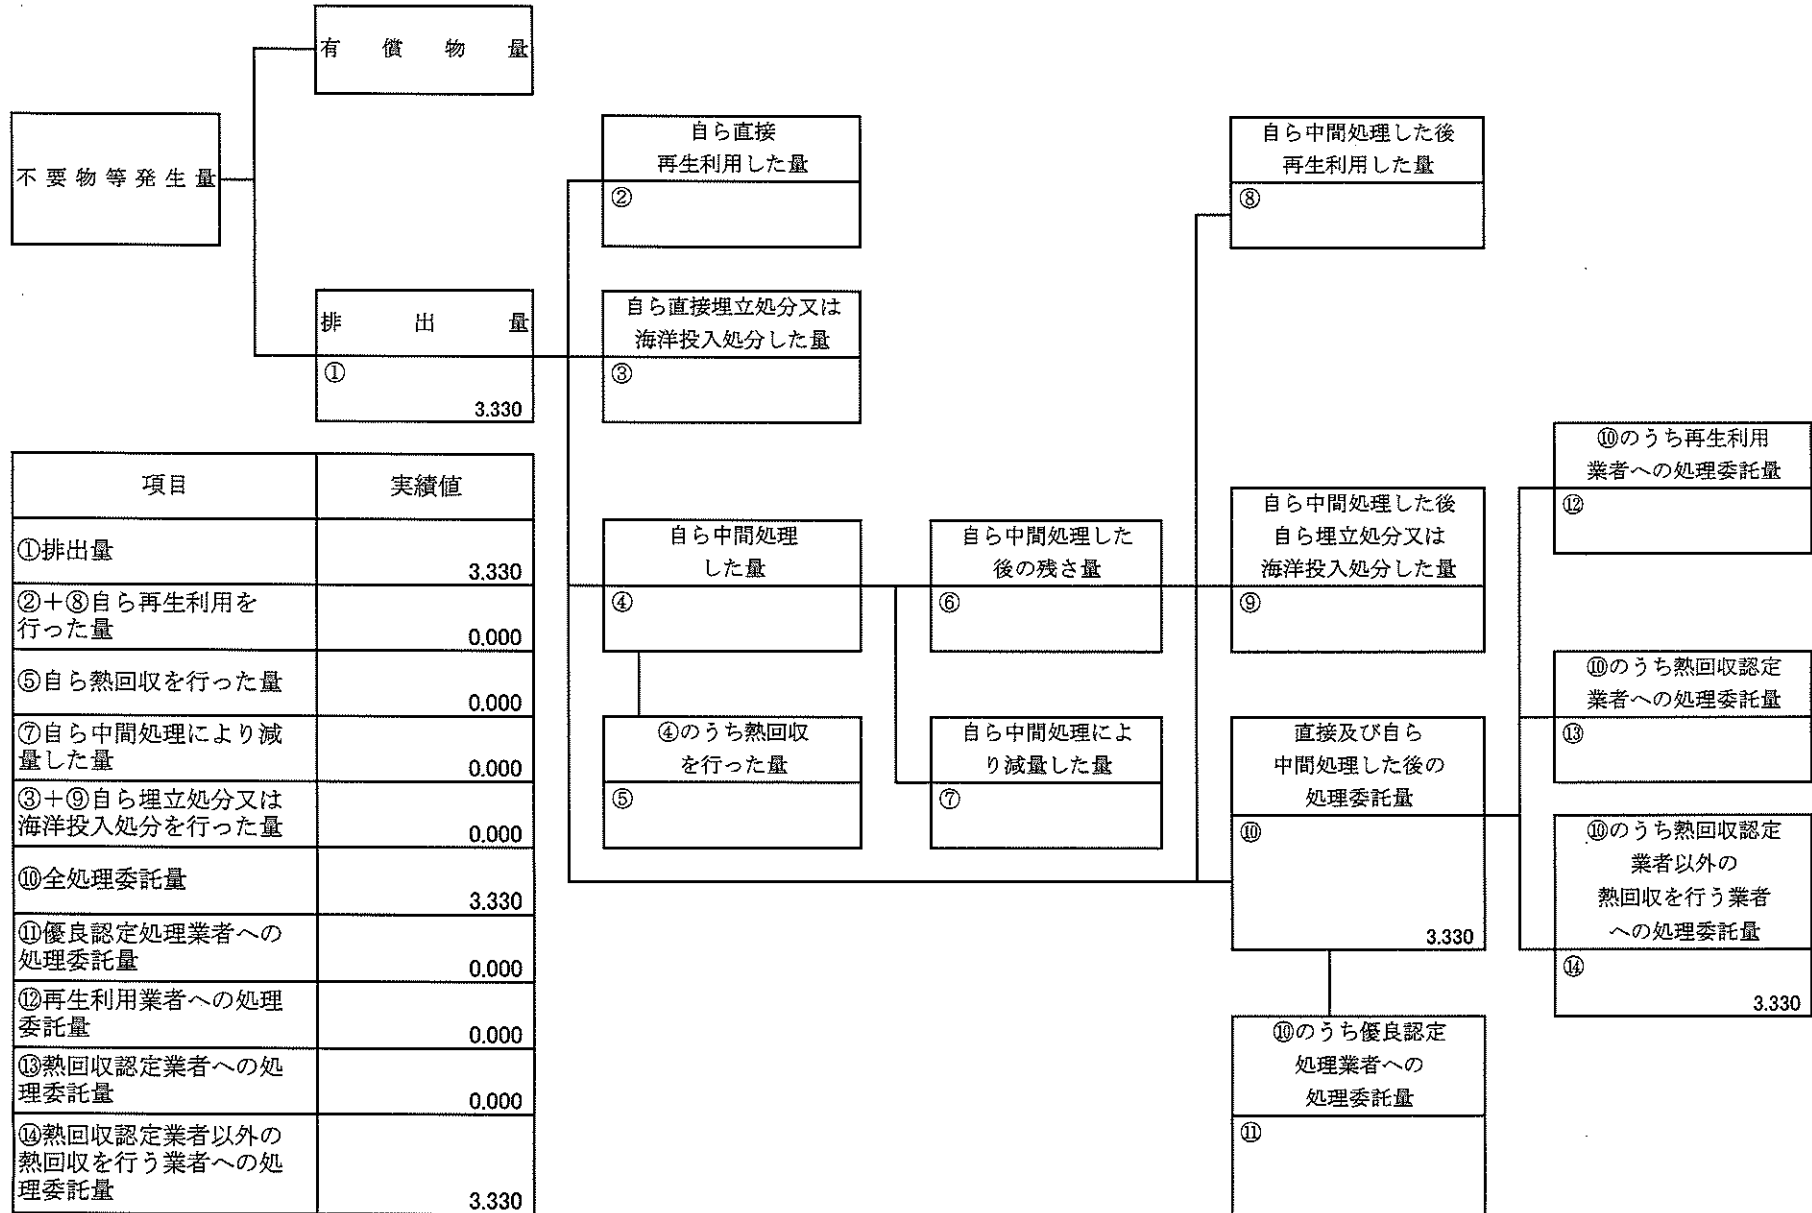 有償物量
不要物等発生量
排出量
①
3.330
自ら直接
再生利用した量
②
自ら直接埋立処分又は
海洋投入処分した量
③
自ら中間処理した後
再生利用した量
⑧
自ら中間処理
した量
④
自ら中間処理した
後の残さ量
⑥
自ら中間処理した後
自ら埋立処分又は
海洋投入処分した量
⑨
④のうち熱回収
を行った量
⑤
自ら中間処理によ
り減量した量
⑦
直接及び自ら
中間処理した後の
処理委託量
⑩
3.330
⑩のうち優良認定
処理業者への
処理委託量
⑪
⑩のうち再生利用
業者への処理委託量
⑫
⑩のうち熱回収認定
業者への処理委託量
⑬
⑩のうち熱回収認定
業者以外の
熱回収を行う業者
への処理委託量
⑭
3.330
項目 実績値
①排出量
3.330
②＋⑧自ら再生利用を
行った量
0.000
⑤自ら熱回収を行った量
0.000
⑦自ら中間処理により減
量した量
0.000
③＋⑨自ら埋立処分又は
海洋投入処分を行った量
0.000
⑩全処理委託量
3.330
⑪優良認定処理業者への
処理委託量
0.000
⑫再生利用業者への処理
委託量
0.000
⑬熱回収認定業者への処
理委託量
0.000
⑭熱回収認定業者以外の
熱回収を行う業者への処
理委託量
3.330